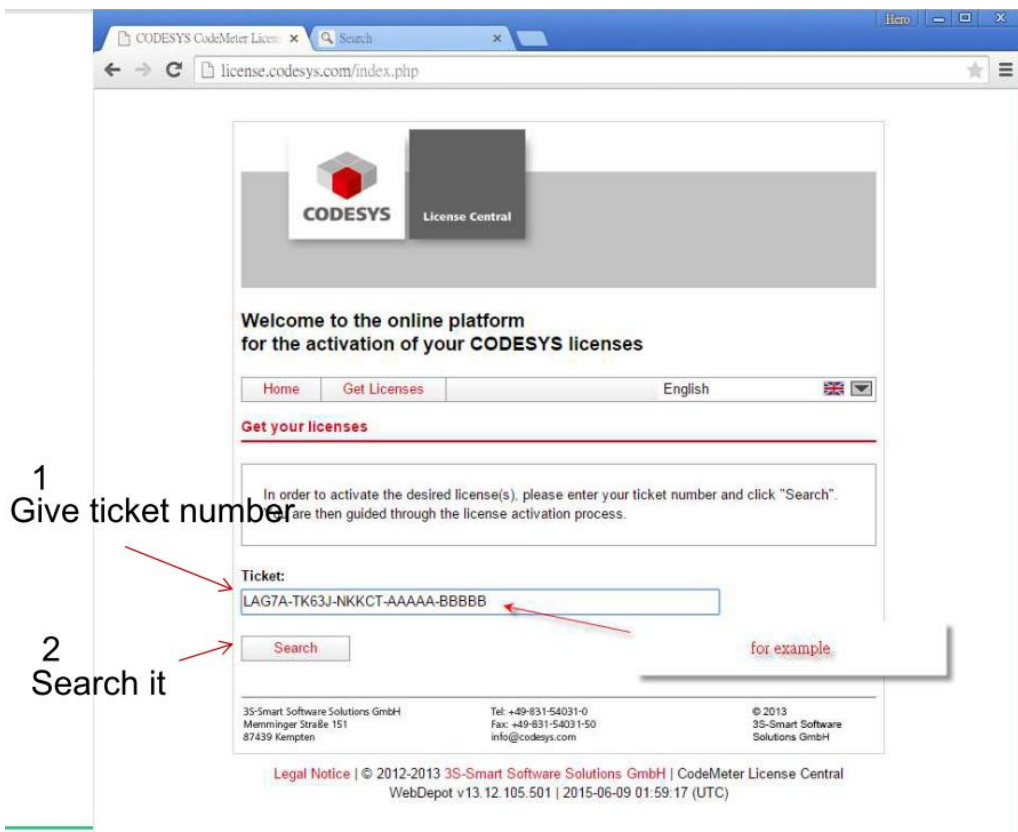 Hero
CODESYS CodeMeter Licen
Search
license.codesys.com/index.php
CODESYS
License Central
Welcome to the online platform
for the activation of your CODESYS licenses
Home
Get Licenses
English
Get your licenses
1
Give ticket number
In order to activate the desired license(s), please enter your ticket number and click "Search".
are then guided through the license activation process.
Ticket:
LAG7A-TK63J-NKKCT-AAAAA-BBBBB
for example
2
Search it
Search
3S-Smart Software Solutions GmbH
Memminger Straße 151
87439 Kempten
Tel: +49-831-54031-0
Fax: +49-831-54031-50
info@codesys.com
© 2013
3S-Smart Software
Solutions GmbH
Legal Notice | © 2012-2013 3S-Smart Software Solutions GmbH | CodeMeter License Central
WebDepot v13.12.105.501 | 2015-06-09 01:59:17 (UTC)